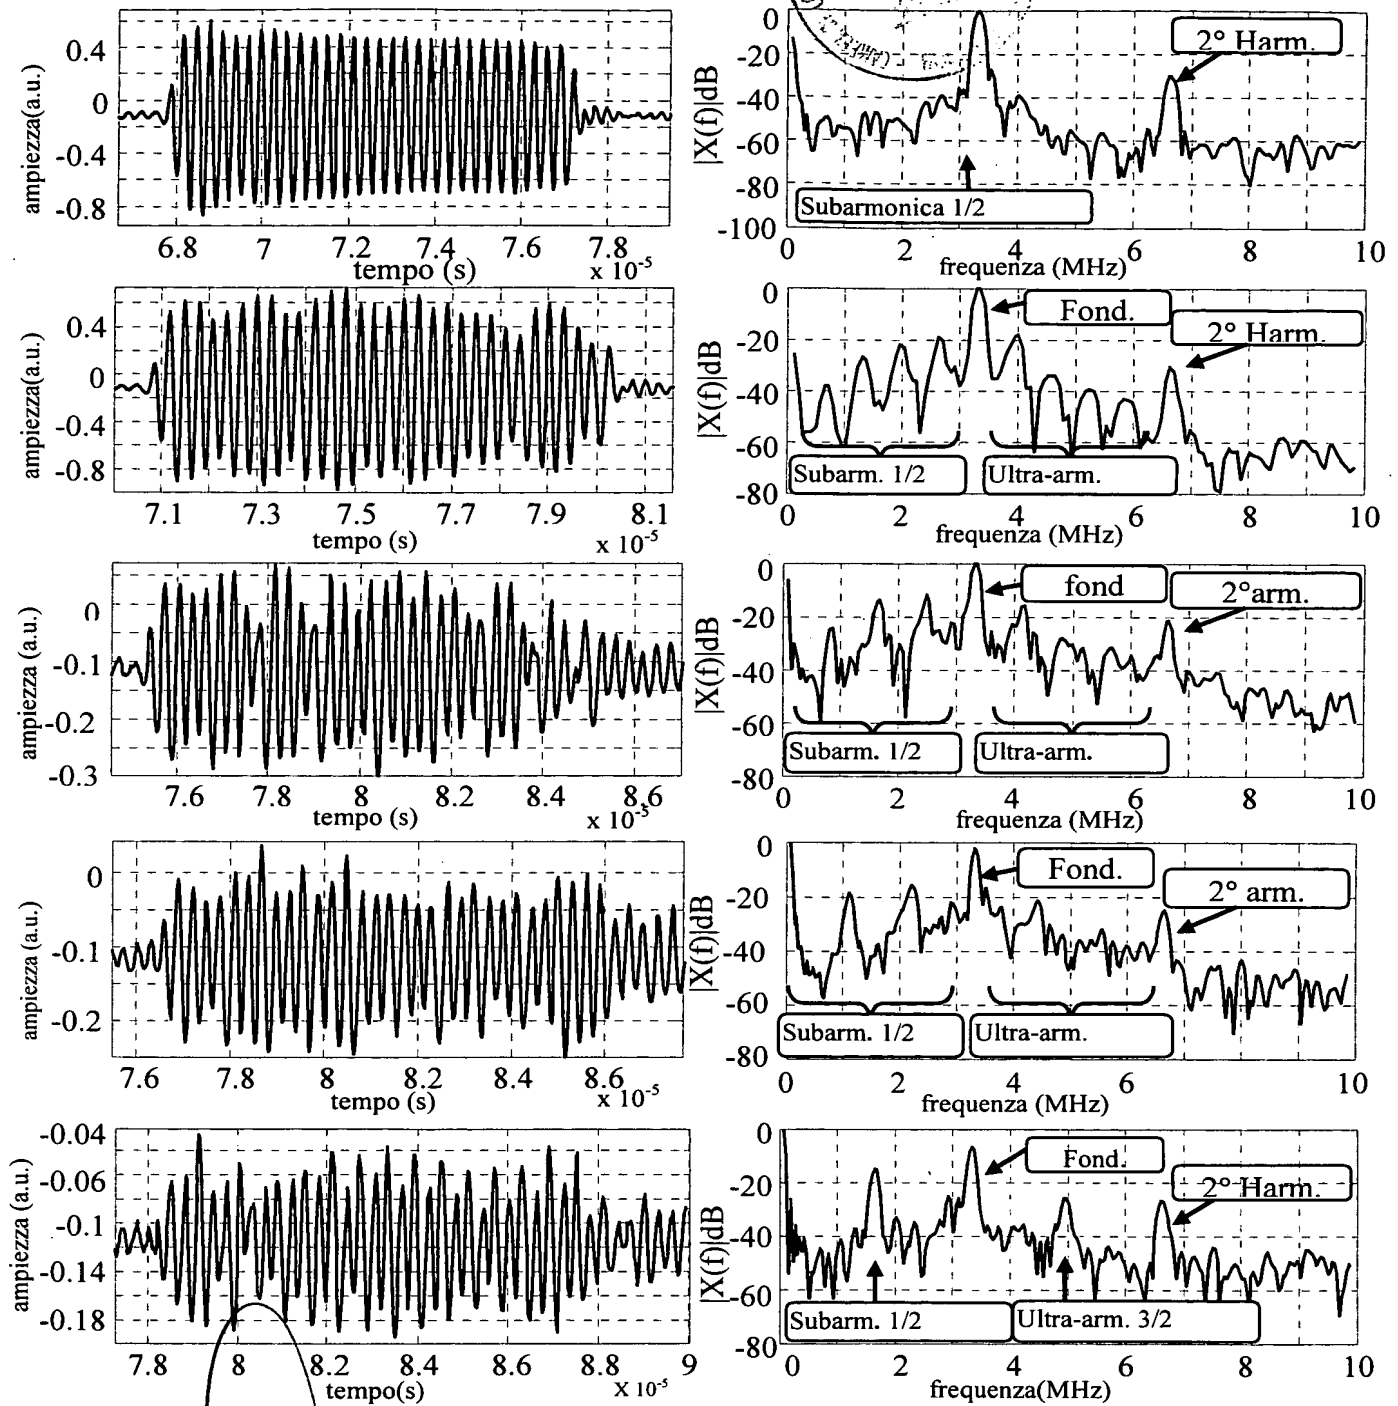 ampiezza(a.u.)
0.4
0
-0.4
-0.8
6.8 7 7.2 7.4 7.6 7.8
tempo (s) x 10⁻⁵
|X(f)|dB
0
-20
-40
-60
-80
-100
2° Harm.
Subarmonica 1/2
0 2 4 6 8 10
frequenza (MHz)
ampiezza(a.u.)
0.4
0
-0.4
-0.8
7.1 7.3 7.5 7.7 7.9 8.1
tempo (s) x 10⁻⁵
|X(f)|dB
0
-20
-40
-60
-80
Fond.
2° Harm.
Subarm. 1/2
Ultra-arm.
0 2 4 6 8 10
frequenza (MHz)
ampiezza (a.u.)
0
-0.1
-0.2
-0.3
7.6 7.8 8 8.2 8.4 8.6
tempo (s) x 10⁻⁵
|X(f)|dB
0
-20
-40
-60
-80
fond
2°arm.
Subarm. 1/2
Ultra-arm.
0 2 4 6 8 10
frequenza (MHz)
ampiezza (a.u.)
0
-0.1
-0.2
7.6 7.8 8 8.2 8.4 8.6
tempo (s) x 10⁻⁵
|X(f)|dB
0
-20
-40
-60
-80
Fond.
2° arm.
Subarm. 1/2
Ultra-arm.
0 2 4 6 8 10
frequenza (MHz)
ampiezza (a.u.)
-0.04
-0.06
-0.1
-0.14
-0.18
7.8 8 8.2 8.4 8.6 8.8 9
tempo(s) X 10⁻⁵
|X(f)|dB
0
-20
-40
-60
-80
Fond.
2° Harm.
Subarm. 1/2
Ultra-arm. 3/2
0 2 4 6 8 10
frequenza(MHz)